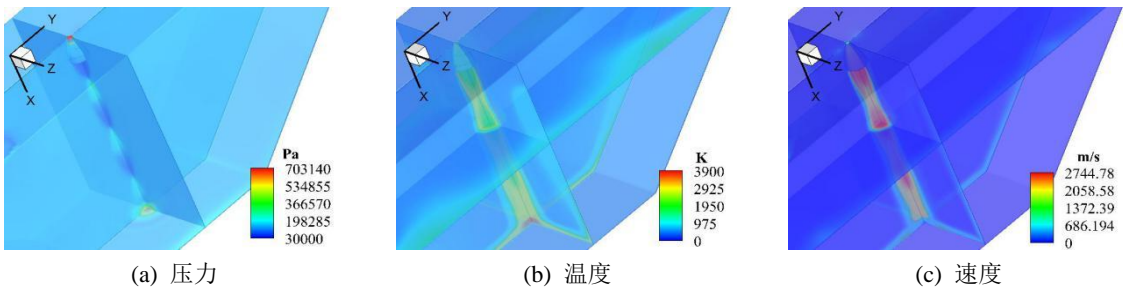 Y
Z
X
Pa
703140
534855
366570
198285
30000
(a) 压力
Y
Z
X
K
3900
2925
1950
975
0
(b) 温度
Y
Z
X
m/s
2744.78
2058.58
1372.39
686.194
0
(c) 速度